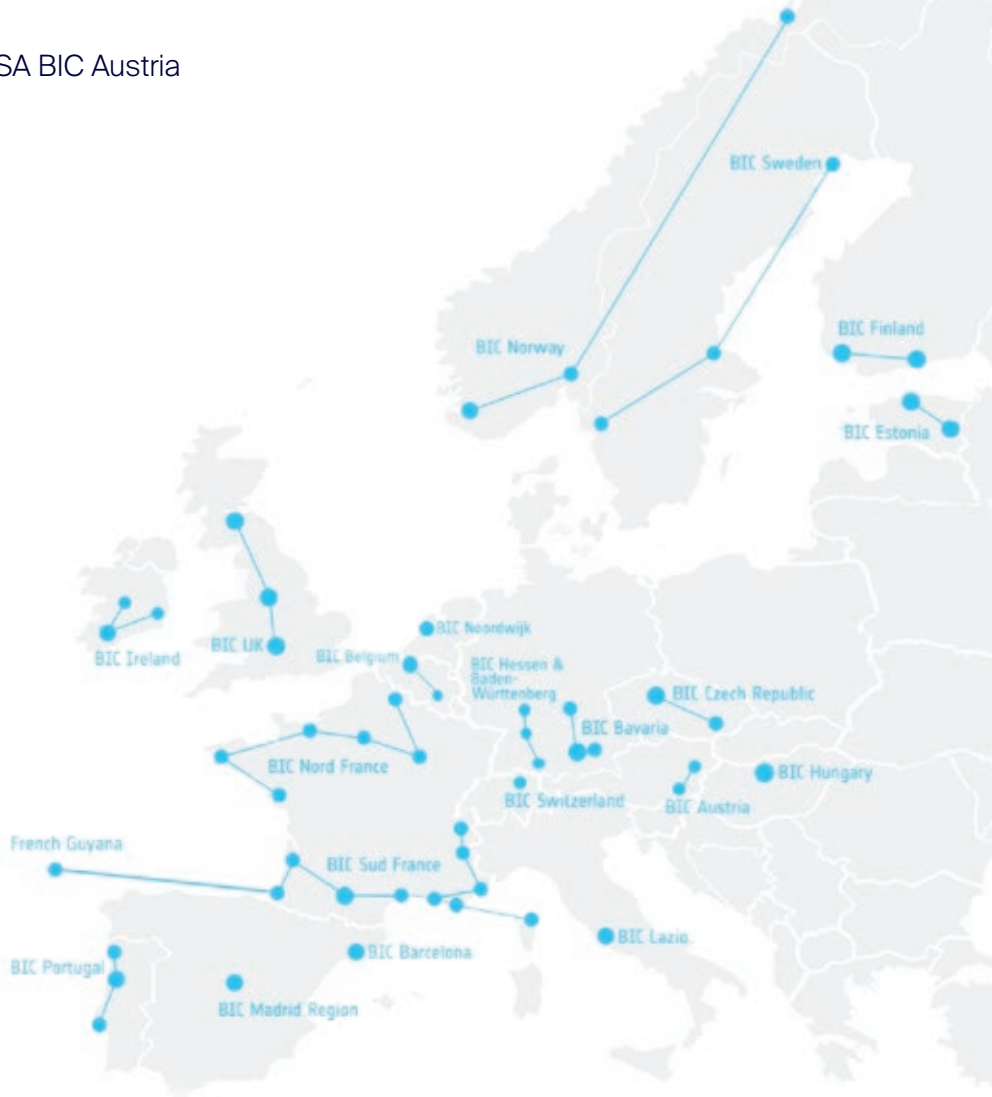 SA BIC Austria
BIC Sweden
BIC Finland
BIC Norway
BIC Estonia
BIC Noordwijk
BIC UK
BIC Ireland
BIC Belgium
BIC Hessen &
Baden-
Württenberg
BIC Czech Republic
BIC Bavaria
BIC Nord France
BIC Hungary
BIC Switzerland
BIC Austria
French Guyana
BIC Sud France
BIC Lazio
BIC Barcelona
BIC Portugal
BIC Madrid Region